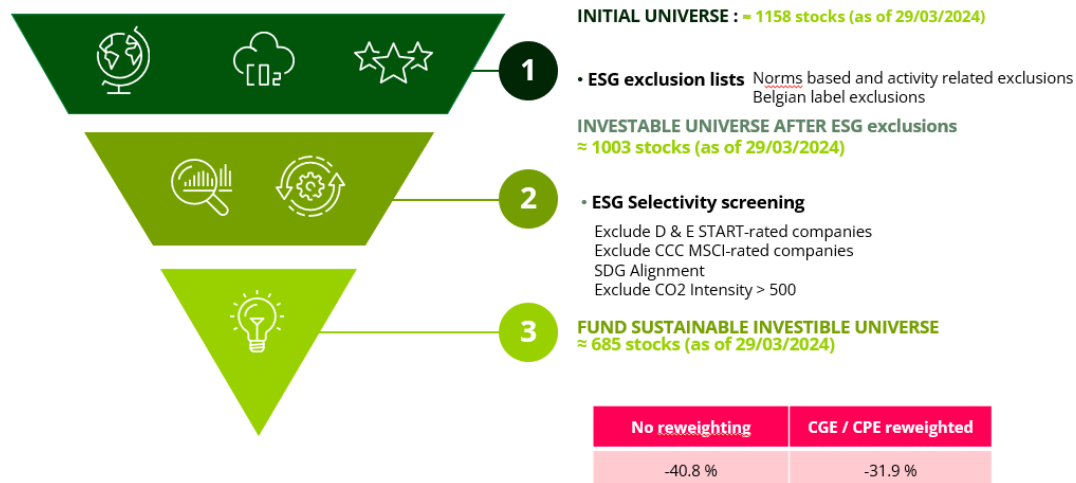 INITIAL UNIVERSE : ≈ 1158 stocks (as of 29/03/2024)
CO2
1
• ESG exclusion lists Norms based and activity related exclusions
Belgian label exclusions
INVESTABLE UNIVERSE AFTER ESG exclusions
≈ 1003 stocks (as of 29/03/2024)
2
• ESG Selectivity screening
Exclude D & E START-rated companies
Exclude CCC MSCI-rated companies
SDG Alignment
Exclude CO2 Intensity > 500
3
FUND SUSTAINABLE INVESTIBLE UNIVERSE
≈ 685 stocks (as of 29/03/2024)
No reweighting CGE / CPE reweighted
-40.8 % -31.9 %